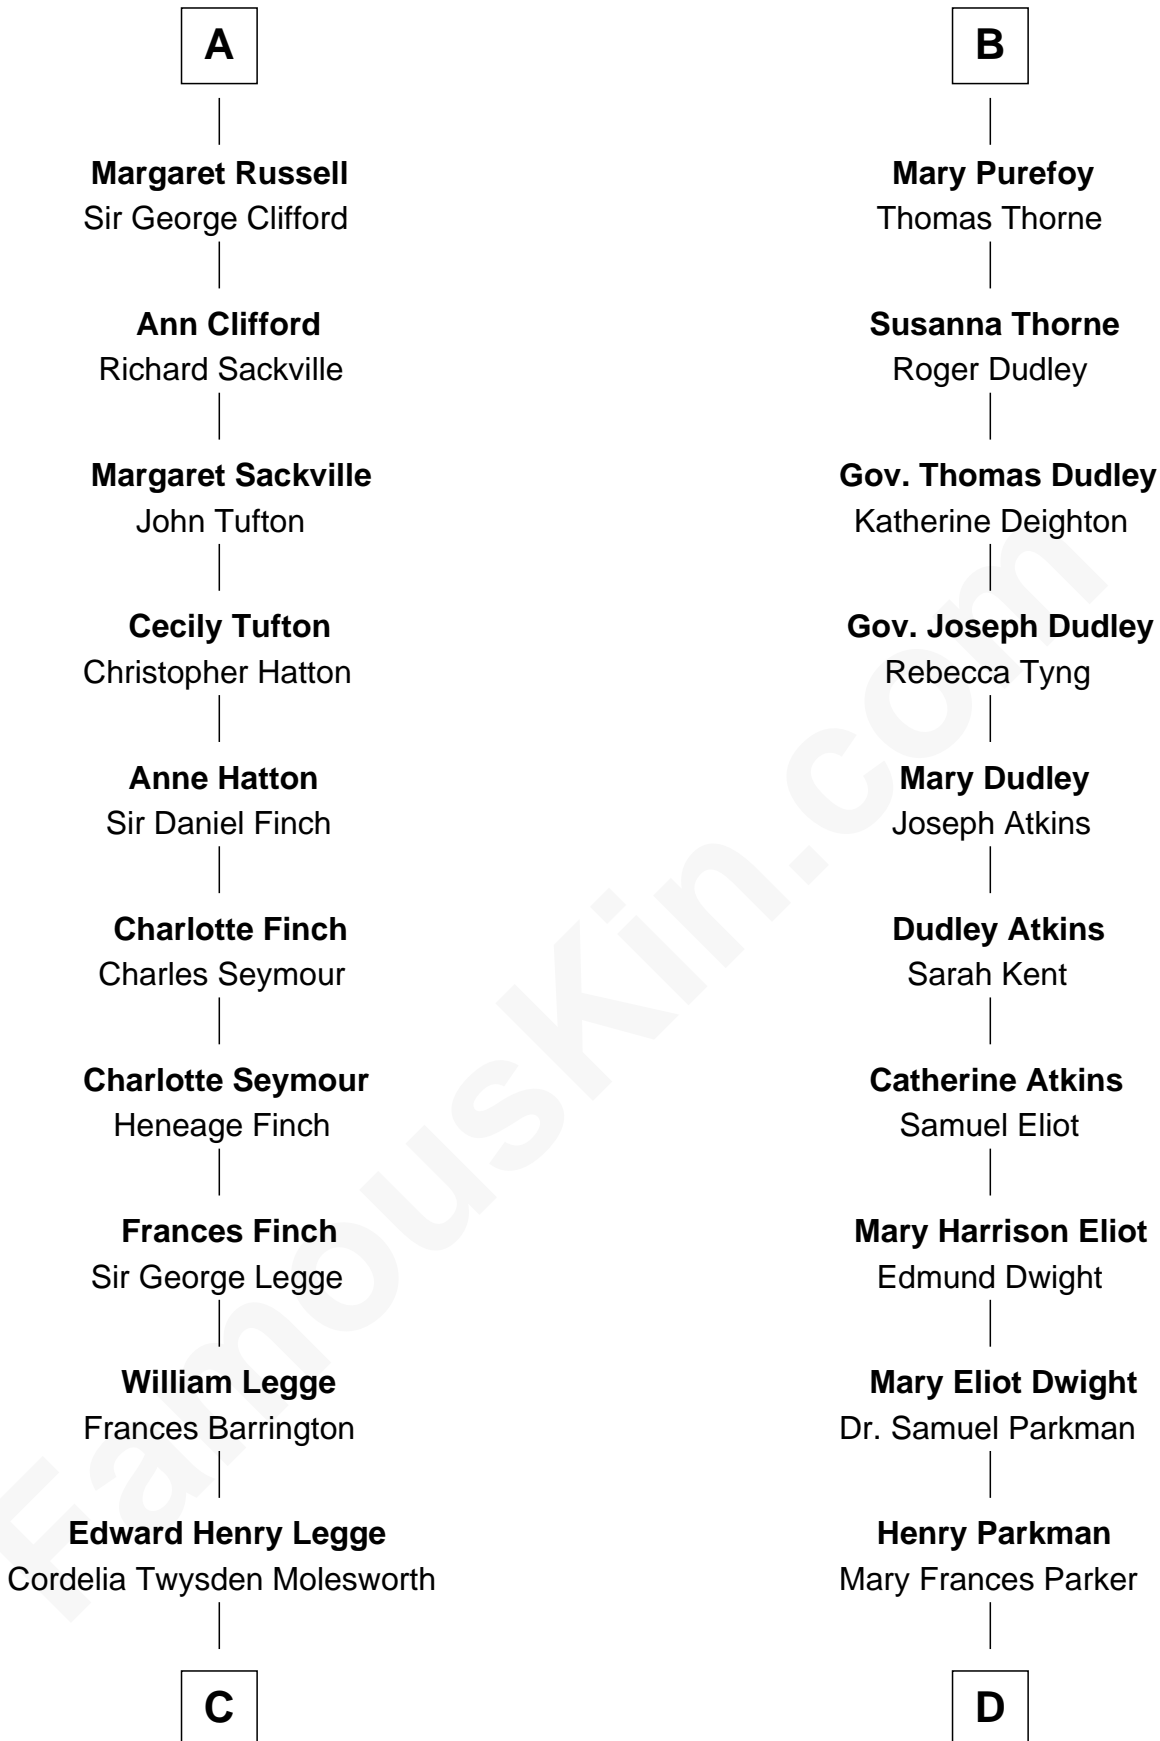 A
Margaret Russell
Sir George Clifford
Ann Clifford
Richard Sackville
Margaret Sackville
John Tufton
Cecily Tufton
Christopher Hatton
Anne Hatton
Sir Daniel Finch
Charlotte Finch
Charles Seymour
Charlotte Seymour
Heneage Finch
Frances Finch
Sir George Legge
William Legge
Frances Barrington
Edward Henry Legge
Cordelia Twysden Molesworth
C
B
Mary Purefoy
Thomas Thorne
Susanna Thorne
Roger Dudley
Gov. Thomas Dudley
Katherine Deighton
Gov. Joseph Dudley
Rebecca Tyng
Mary Dudley
Joseph Atkins
Dudley Atkins
Sarah Kent
Catherine Atkins
Samuel Eliot
Mary Harrison Eliot
Edmund Dwight
Mary Eliot Dwight
Dr. Samuel Parkman
Henry Parkman
Mary Frances Parker
D
FamousKin.com